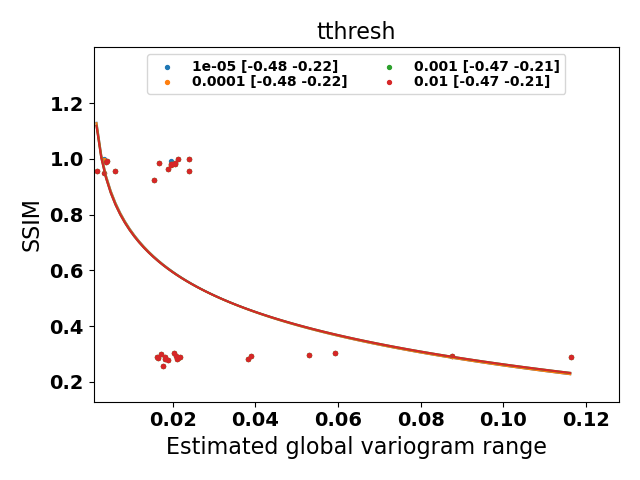 tthresh
1e-05 [-0.48 -0.22]
0.0001 [-0.48 -0.22]
0.001 [-0.47 -0.21]
0.01 [-0.47 -0.21]
SSIM
1.2
1.0
0.8
0.6
0.4
0.2
0.02 0.04 0.06 0.08 0.10 0.12
Estimated global variogram range